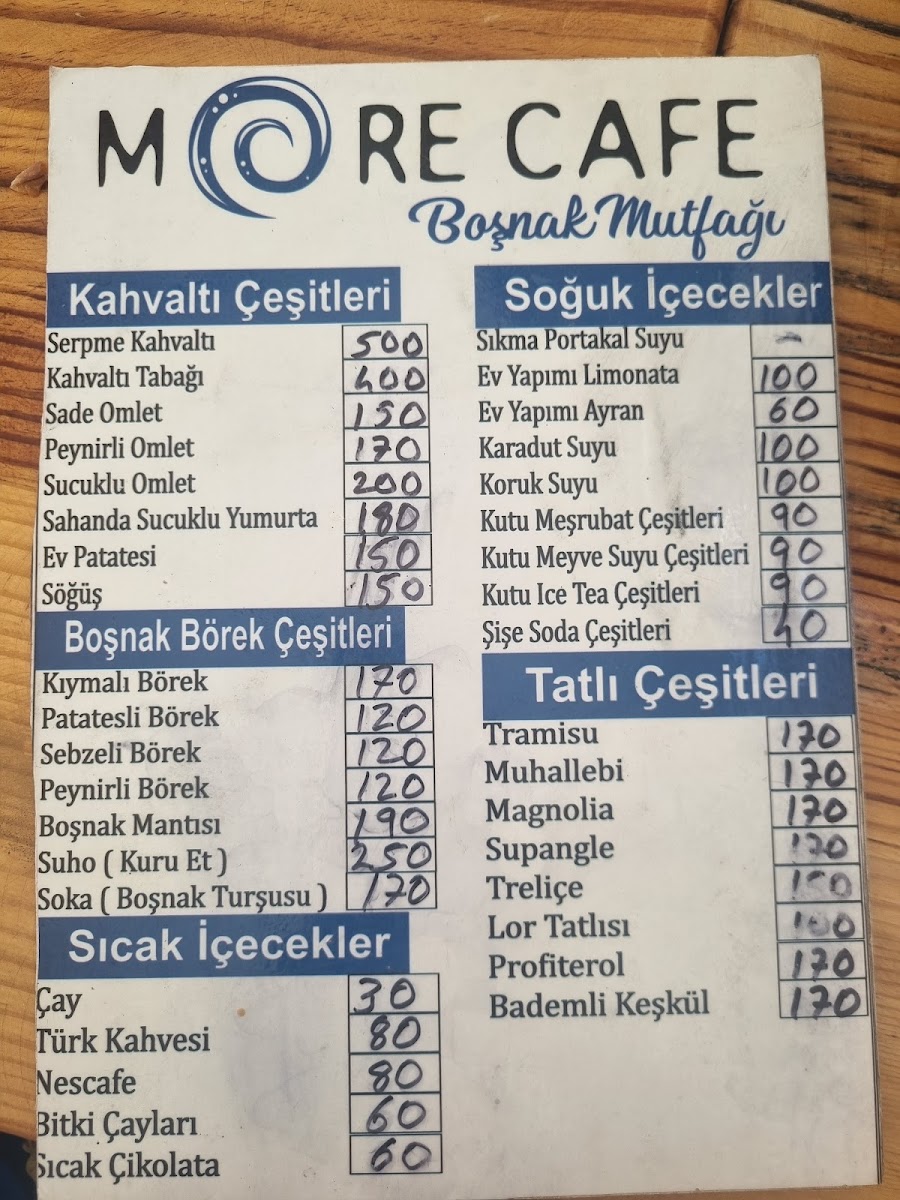 MORE CAFE
Boşnak Mutfağı
Kahvaltı Çeşitleri
Serpme Kahvaltı 500
Kahvaltı Tabağı 400
Sade Omlet 150
Peynirli Omlet 170
Sucuklu Omlet 200
Sahanda Sucuklu Yumurta 180
Ev Patatesi 150
Söğüş 150
Boşnak Börek Çeşitleri
Kıymalı Börek 170
Patatesli Börek 120
Sebzeli Börek 120
Peynirli Börek 120
Boşnak Mantısı 190
Suho ( Kuru Et ) 250
Soka ( Boşnak Turşusu ) 170
Sıcak İçecekler
Çay 30
Türk Kahvesi 80
Nescafe 80
Bitki Çayları 60
Sıcak Çikolata 60
Soğuk İçecekler
Sıkma Portakal Suyu -
Ev Yapımı Limonata 100
Ev Yapımı Ayran 60
Karadut Suyu 100
Koruk Suyu 100
Kutu Meşrubat Çeşitleri 90
Kutu Meyve Suyu Çeşitleri 90
Kutu Ice Tea Çeşitleri 90
Şişe Soda Çeşitleri 40
Tatlı Çeşitleri
Tramisu 170
Muhallebi 170
Magnolia 170
Supangle 170
Treliçe
Lor Tatlısı
Profiterol 170
Bademli Keşkül 170